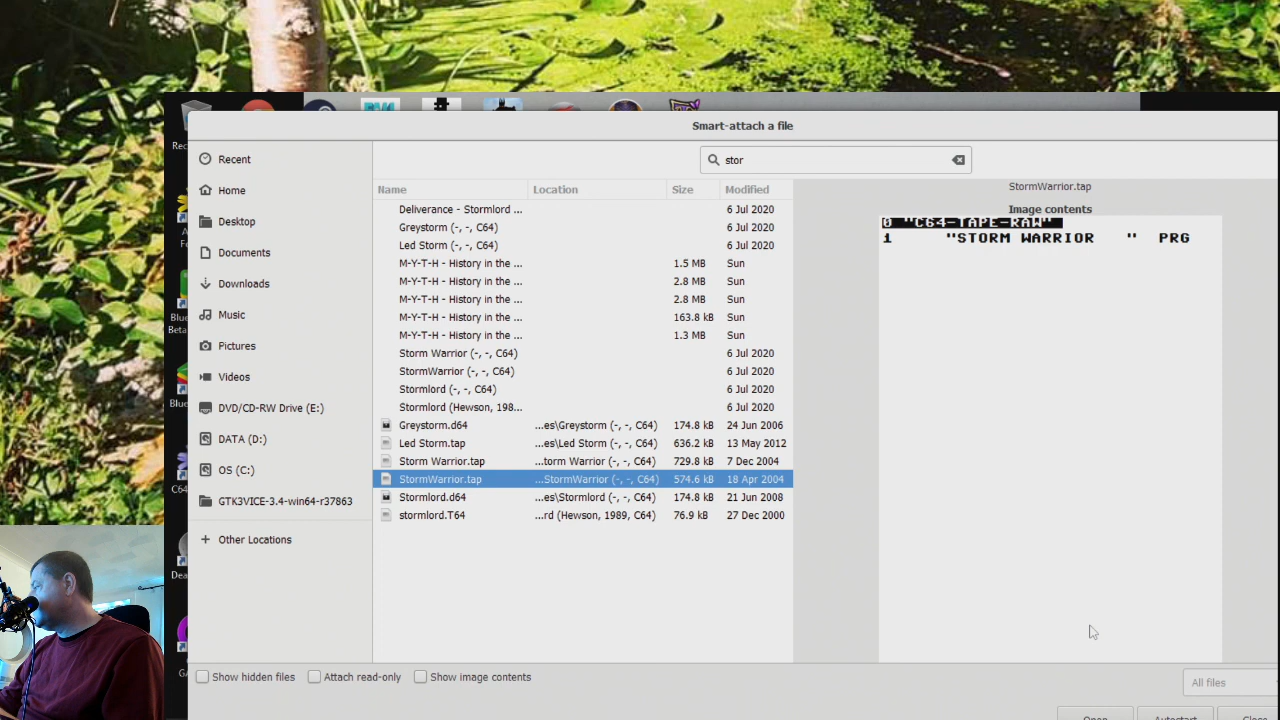 Smart-attach a file
Recent
Home
Desktop
Documents
Downloads
Music
Pictures
Videos
DVD/CD-RW Drive (E:)
DATA (D:)
OS (C:)
GTK3VICE-3.4-win64-r37863
+ Other Locations
stor
Name Location Size Modified
Deliverance - Stormlord ... 6 Jul 2020
Greystorm (-, -, C64) 6 Jul 2020
Led Storm (-, -, C64) 6 Jul 2020
M-Y-T-H - History in the ... 1.5 MB Sun
M-Y-T-H - History in the ... 2.8 MB Sun
M-Y-T-H - History in the ... 2.8 MB Sun
M-Y-T-H - History in the ... 163.8 kB Sun
M-Y-T-H - History in the ... 1.3 MB Sun
Storm Warrior (-, -, C64) 6 Jul 2020
StormWarrior (-, -, C64) 6 Jul 2020
Stormlord (-, -, C64) 6 Jul 2020
Stormlord (Hewson, 198... 6 Jul 2020
Greystorm.d64 ...es\Greystorm (-, -, C64) 174.8 kB 24 Jun 2006
Led Storm.tap ...es\Led Storm (-, -, C64) 636.2 kB 13 May 2012
Storm Warrior.tap ...torm Warrior (-, -, C64) 729.8 kB 7 Dec 2004
StormWarrior.tap ...StormWarrior (-, -, C64) 574.6 kB 18 Apr 2004
Stormlord.d64 ...es\Stormlord (-, -, C64) 174.8 kB 21 Jun 2008
stormlord.T64 ...rd (Hewson, 1989, C64) 76.9 kB 27 Dec 2000
StormWarrior.tap
Image contents
0 "C64-TAPE-RAW"
1 "STORM WARRIOR " PRG
Show hidden files Attach read-only Show image contents
All files
Open Autostart Close